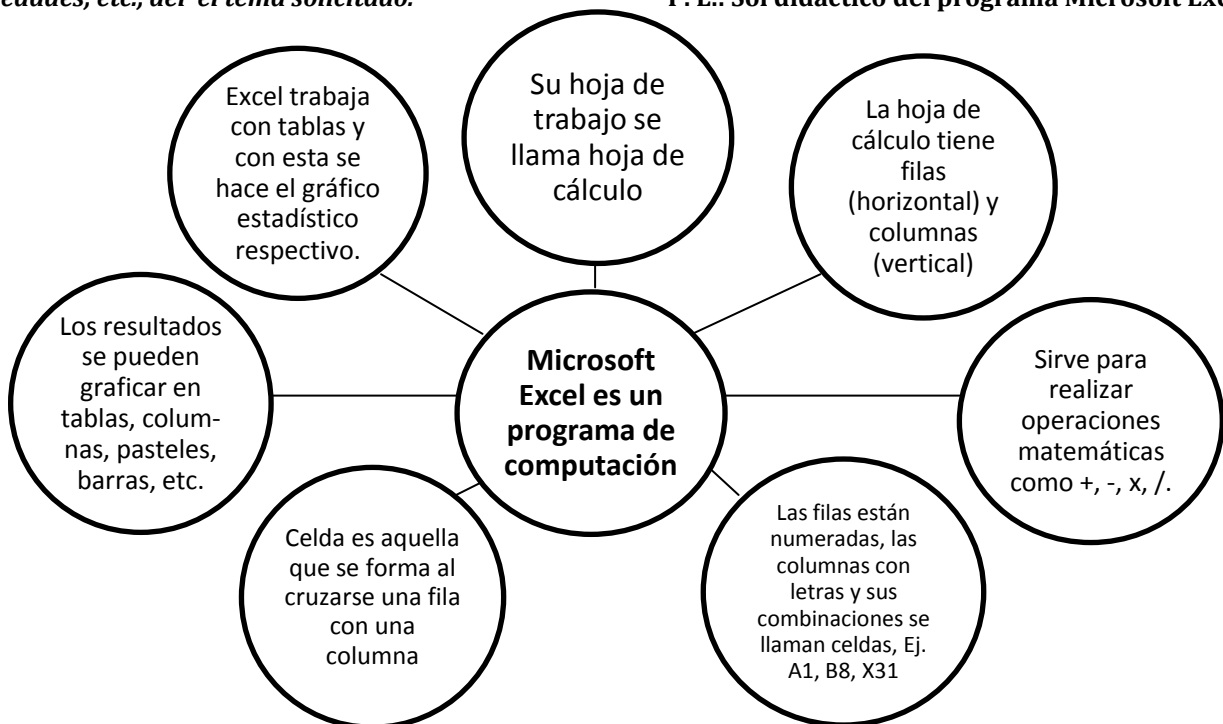 Su hoja de
trabajo se
llama hoja de
cálculo
La hoja de
cálculo tiene
filas
(horizontal) y
columnas
(vertical)
Sirve para
realizar
operaciones
matemáticas
como +, -, x, /.
Las filas están
numeradas, las
columnas con
letras y sus
combinaciones se
llaman celdas, Ej.
A1, B8, X31
Celda es aquella
que se forma al
cruzarse una fila
con una
columna
Los resultados
se pueden
graficar en
tablas, colum-
nas, pasteles,
barras, etc.
Excel trabaja
con tablas y
con esta se
hace el gráfico
estadístico
respectivo.
Microsoft
Excel es un
programa de
computación